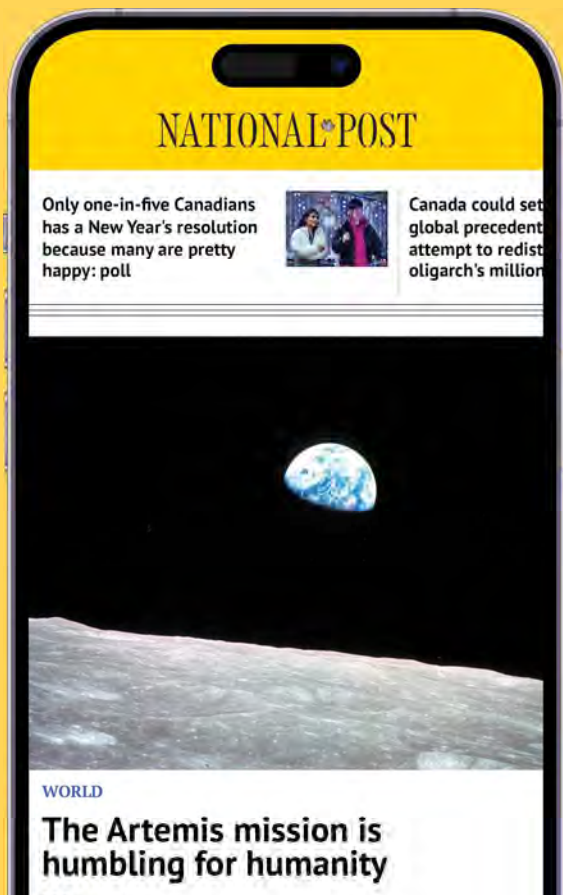 NATIONAL POST
Only one-in-five Canadians
has a New Year's resolution
because many are pretty
happy: poll
Canada could set
global precedent
attempt to redist
oligarch's million
WORLD
The Artemis mission is
humbling for humanity